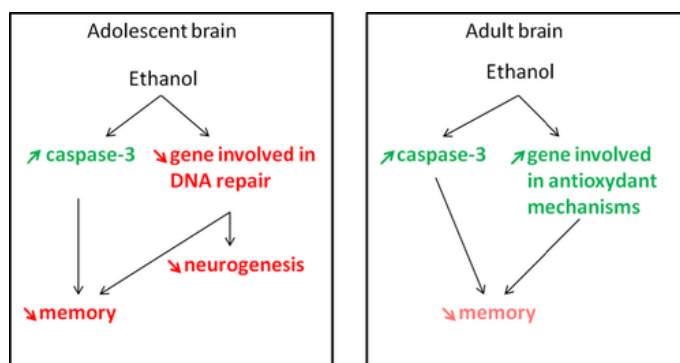 Adolescent brain
Ethanol
caspase-3
gene involved in
DNA repair
neurogenesis
memory
Adult brain
Ethanol
caspase-3
gene involved
in antioxydant
mechanisms
memory